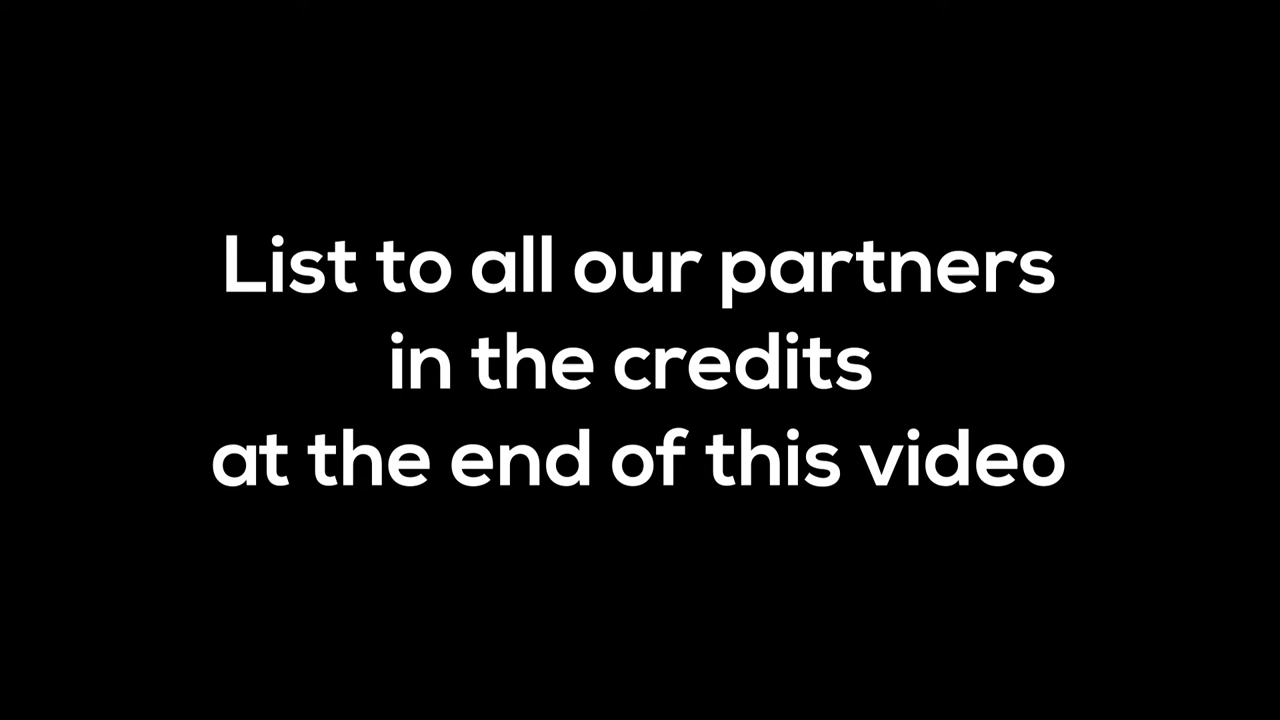 List to all our partners
in the credits
at the end of this video